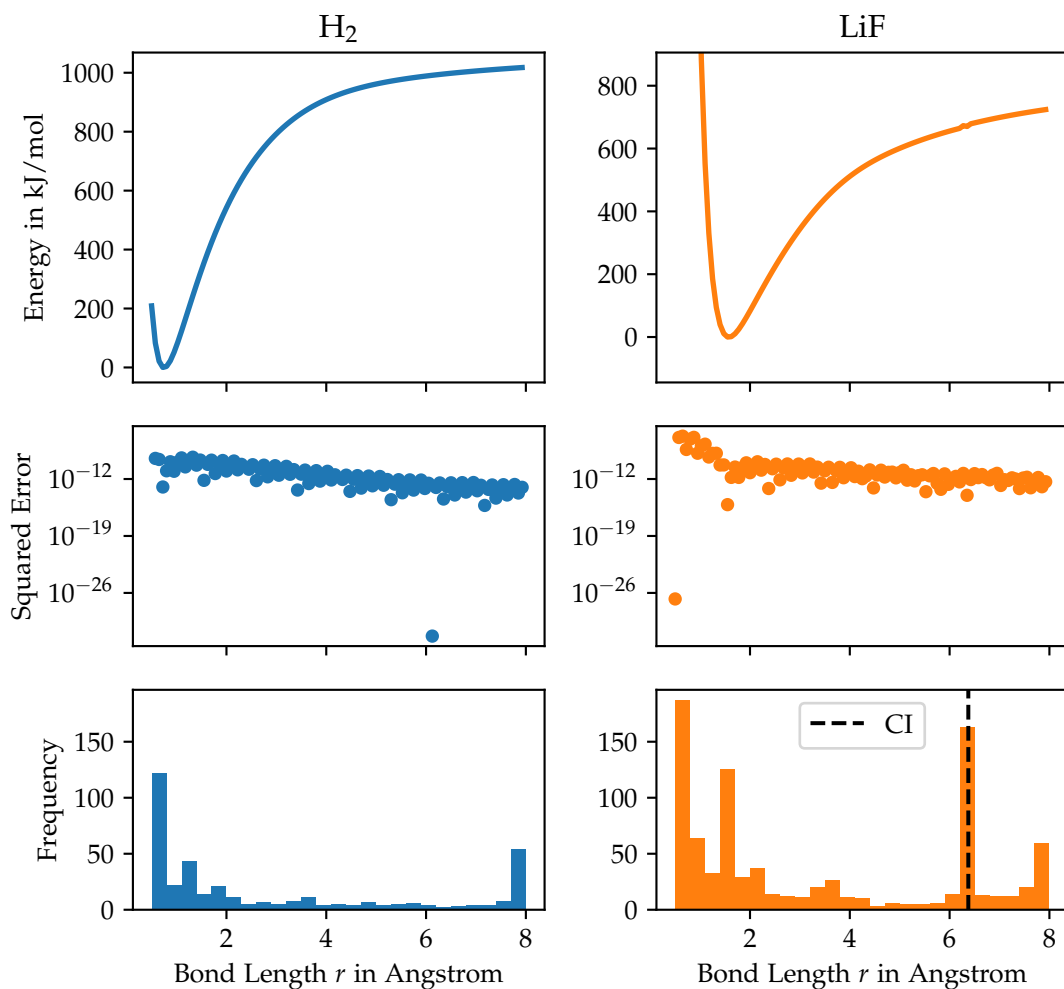 H₂ LiF
Energy in kJ/mol
1000
800
600
400
200
0
800
600
400
200
0
Squared Error
10⁻¹²
10⁻¹⁹
10⁻²⁶
10⁻¹²
10⁻¹⁹
10⁻²⁶
Frequency
150
100
50
0
150
100
50
0
CI
2 4 6 8
2 4 6 8
Bond Length r in Angstrom
Bond Length r in Angstrom